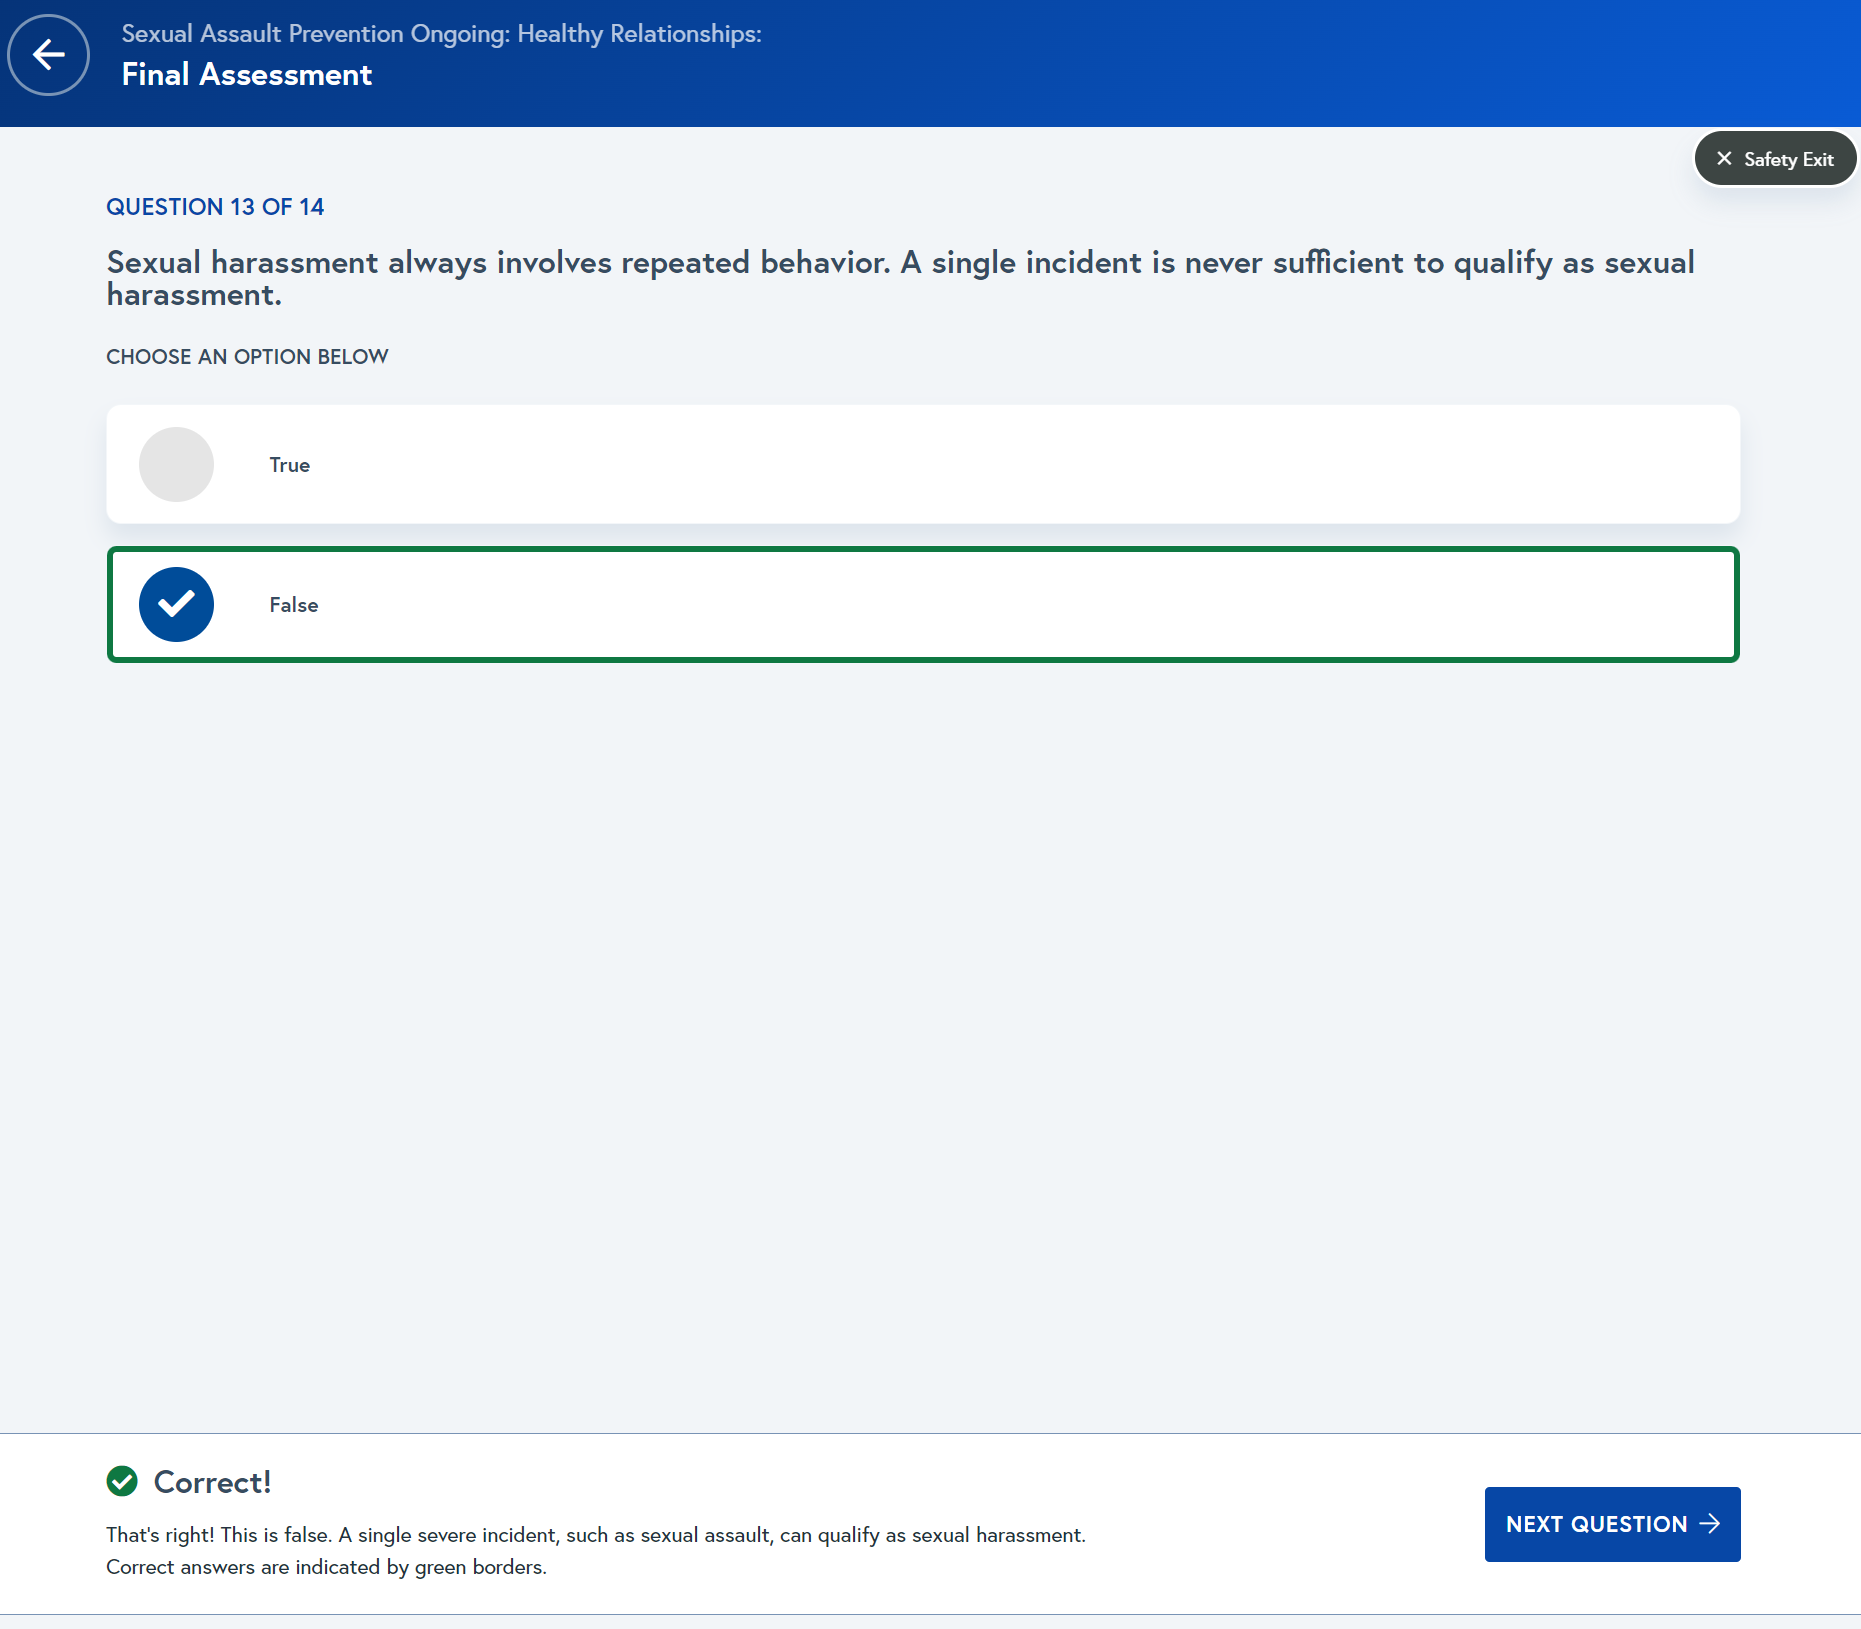 Sexual Assault Prevention Ongoing: Healthy Relationships:
Final Assessment
Safety Exit
QUESTION 13 OF 14
Sexual harassment always involves repeated behavior. A single incident is never sufficient to qualify as sexual
harassment.
CHOOSE AN OPTION BELOW
True
False
Correct!
That's right! This is false. A single severe incident, such as sexual assault, can qualify as sexual harassment.
Correct answers are indicated by green borders.
NEXT QUESTION